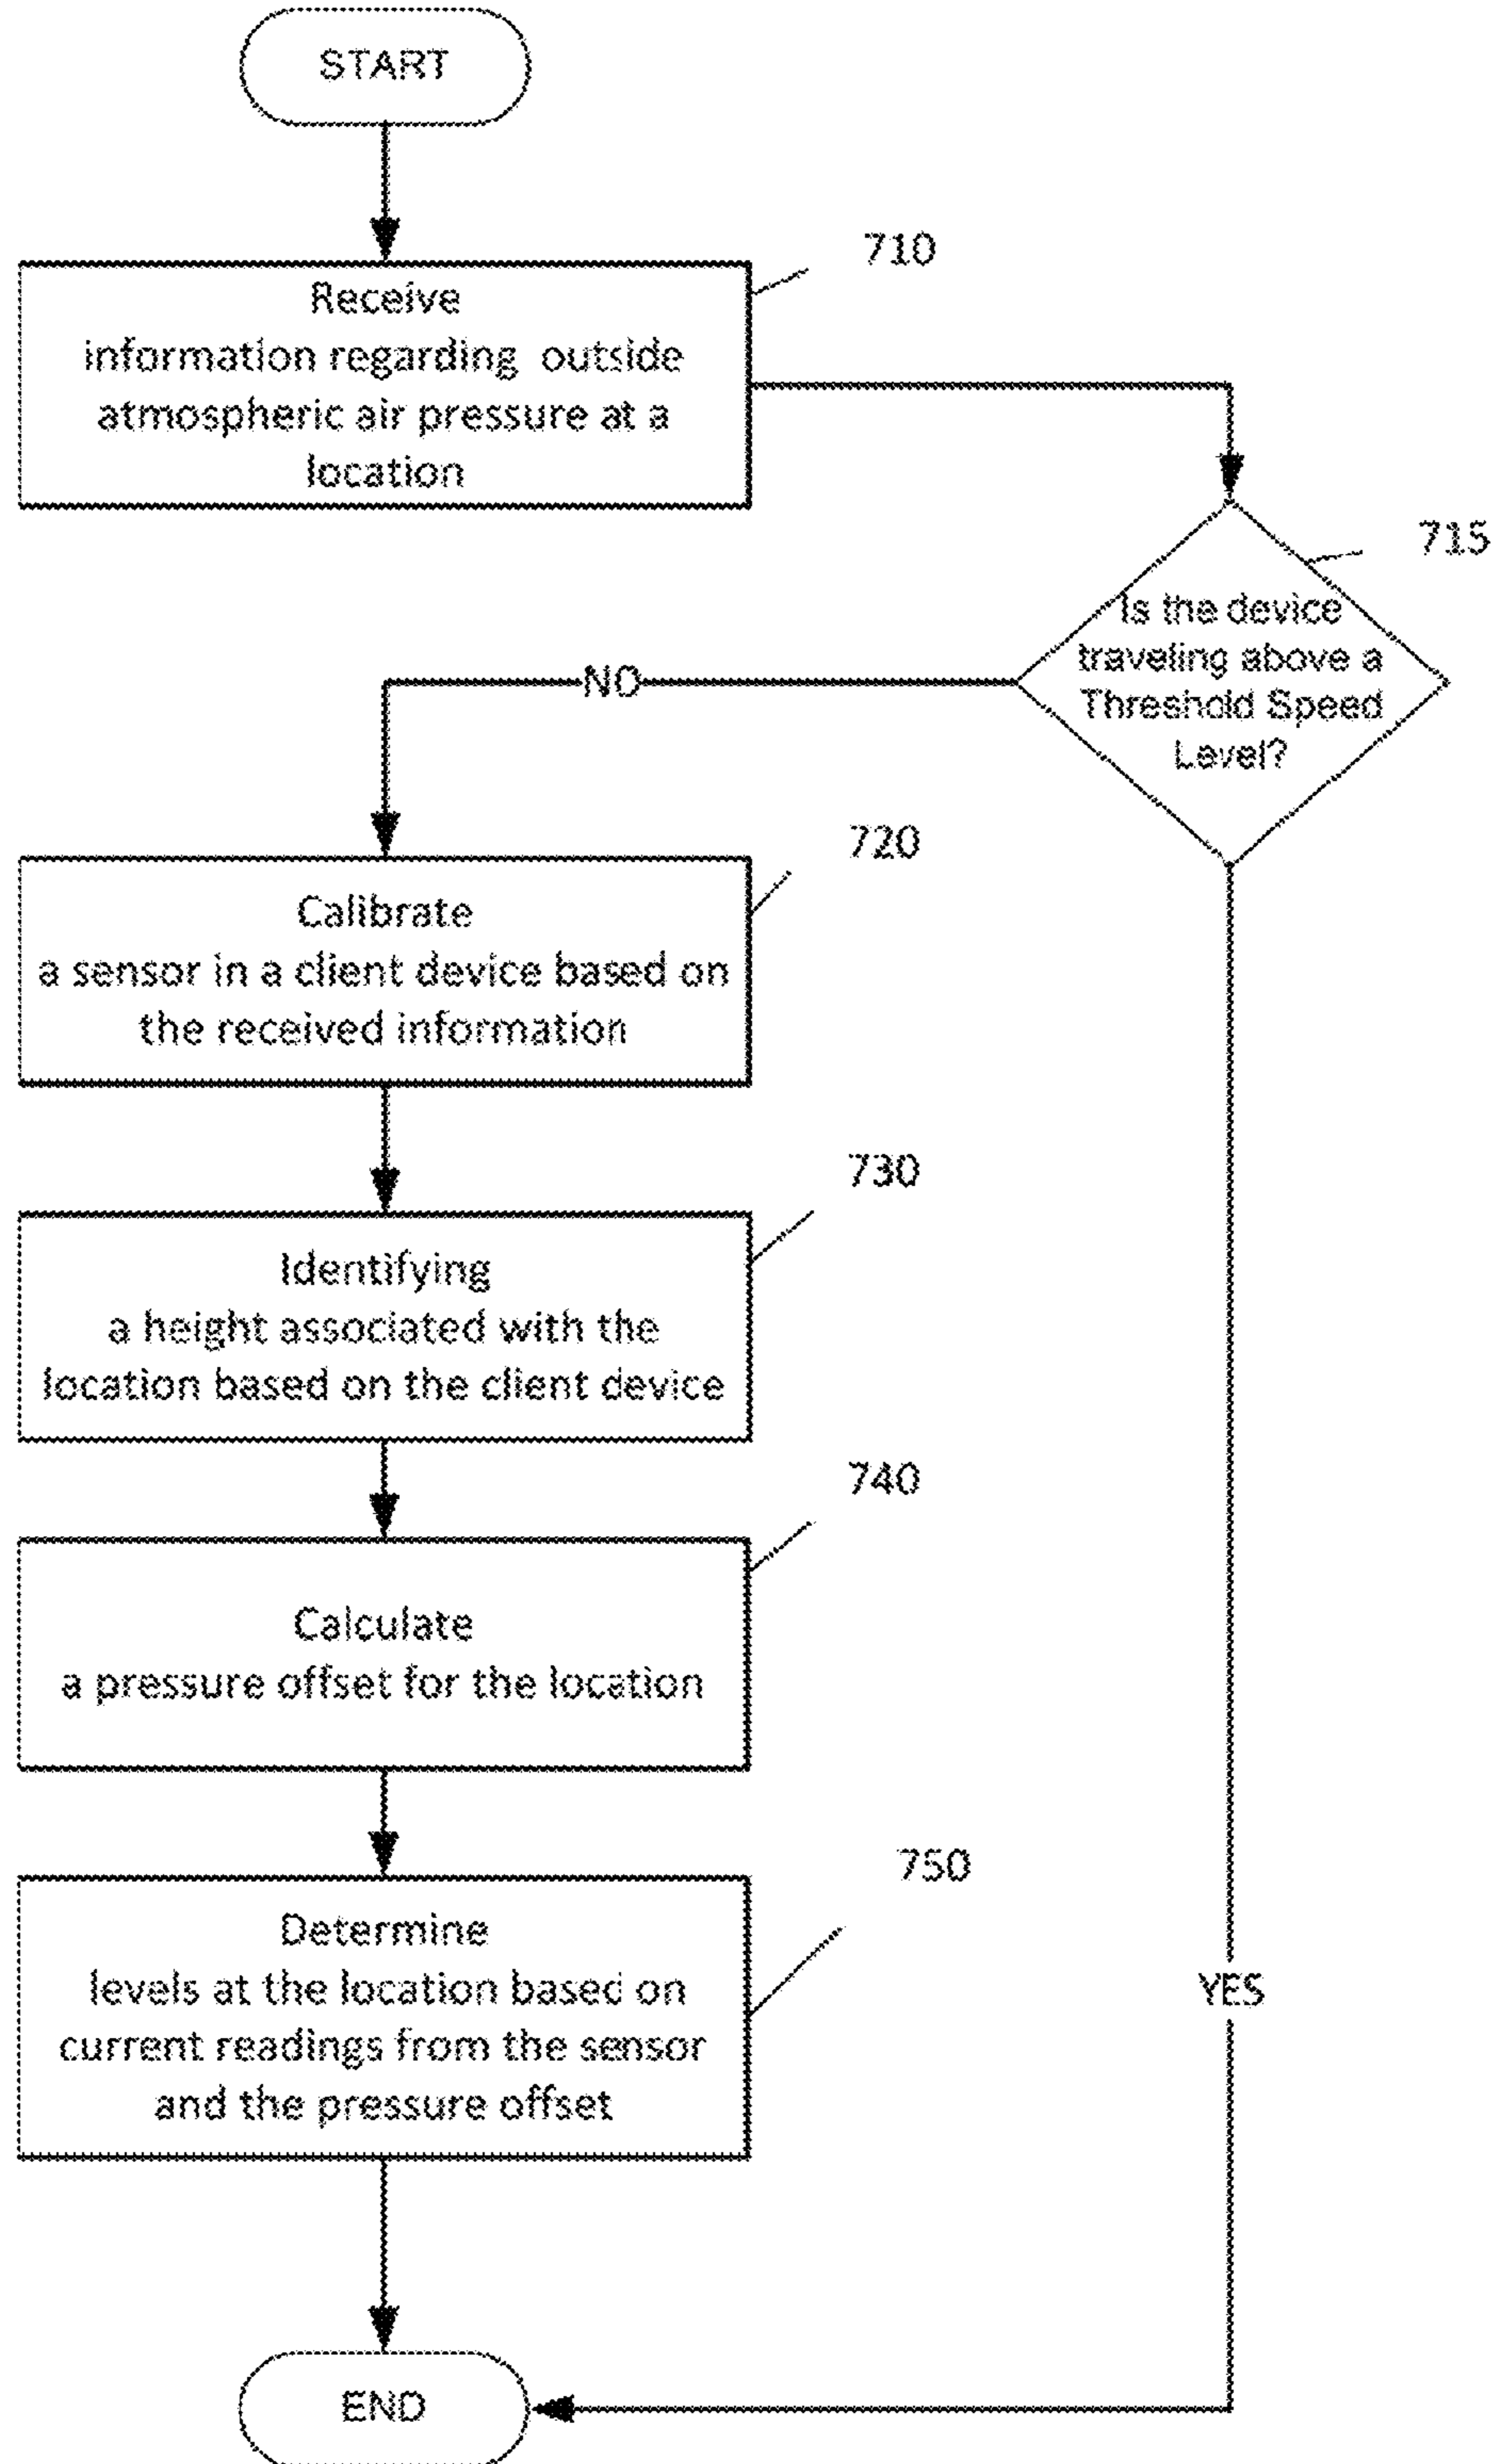 START
710
Receive
information regarding outside
atmospheric air pressure at a
location
715
Is the device
traveling above a
Threshold Speed
Level?
NO
720
Calibrate
a sensor in a client device based on
the received information
730
Identifying
a height associated with the
location based on the client device
740
Calculate
a pressure offset for the location
750
Determine
levels at the location based on
current readings from the sensor
and the pressure offset
YES
END